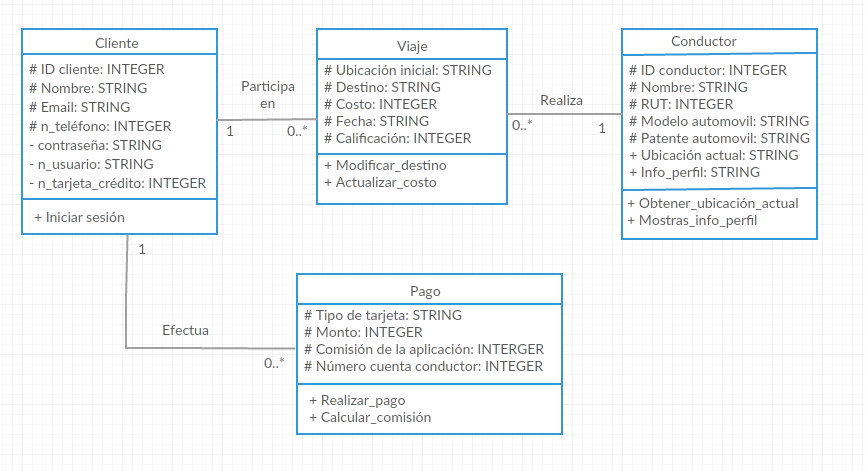 Cliente
# ID cliente: INTEGER
# Nombre: STRING
# Email: STRING
# n_teléfono: INTEGER
- contraseña: STRING
- n_usuario: STRING
- n_tarjeta_crédito: INTEGER
+ Iniciar sesión
Participa
en
1
0..*
Viaje
# Ubicación inicial: STRING
# Destino: STRING
# Costo: INTEGER
# Fecha: STRING
# Calificación: INTEGER
+ Modificar_destino
+ Actualizar_costo
Realiza
0..*
1
Conductor
# ID conductor: INTEGER
# Nombre: STRING
# RUT: INTEGER
# Modelo automovil: STRING
# Patente automovil: STRING
+ Ubicación actual: STRING
+ Info_perfil: STRING
+ Obtener_ubicación_actual
+ Mostras_info_perfil
1
Efectua
0..*
Pago
# Tipo de tarjeta: STRING
# Monto: INTEGER
# Comisión de la aplicación: INTERGER
# Número cuenta conductor: INTEGER
+ Realizar_pago
+ Calcular_comisión